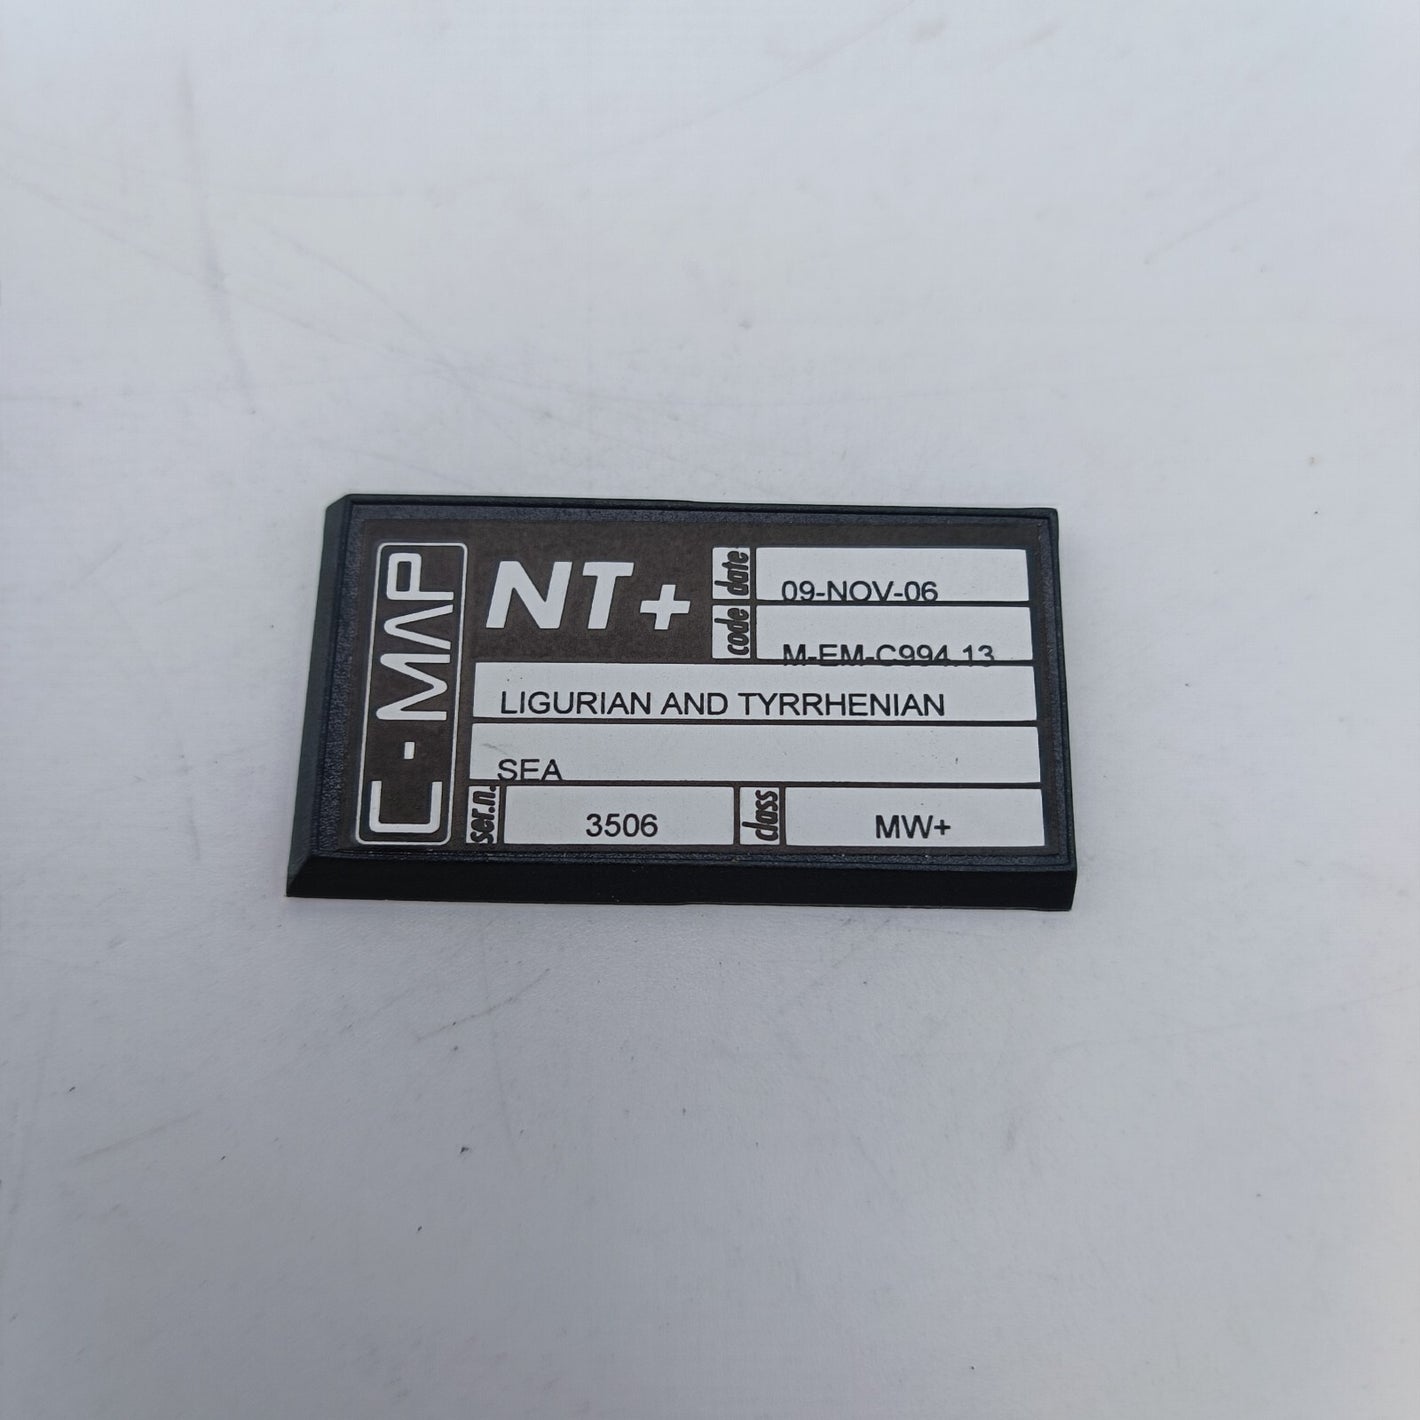 C-MAP
NT+
date 09-NOV-06
code M-EM-C994.13
LIGURIAN AND TYRRHENIAN
SEA
ser.n. 3506 class MW+